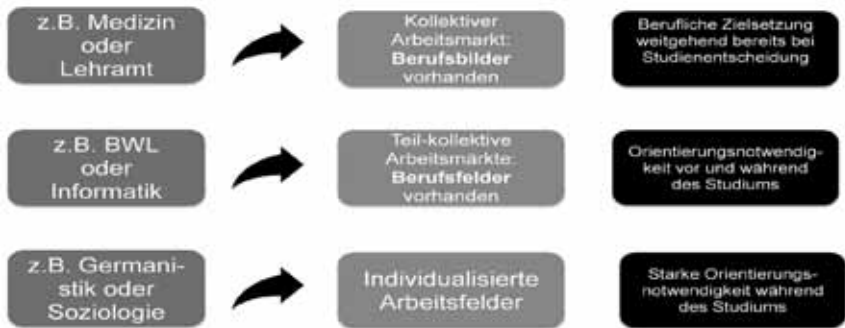 z.B. Medizin
oder
Lehramt
Kollektiver
Arbeitsmarkt:
Berufsbilder
vorhanden
Berufliche Zielsetzung
weitgehend bereits bei
Studienentscheidung
z.B. BWL
oder
Informatik
Teil-kollektive
Arbeitsmärkte:
Berufsfelder
vorhanden
Orientierungsnotwendig-
keit vor und während
des Studiums
z.B. Germani-
stik oder
Soziologie
Individualisierte
Arbeitsfelder
Starke Orientierungs-
notwendigkeit während
des Studiums